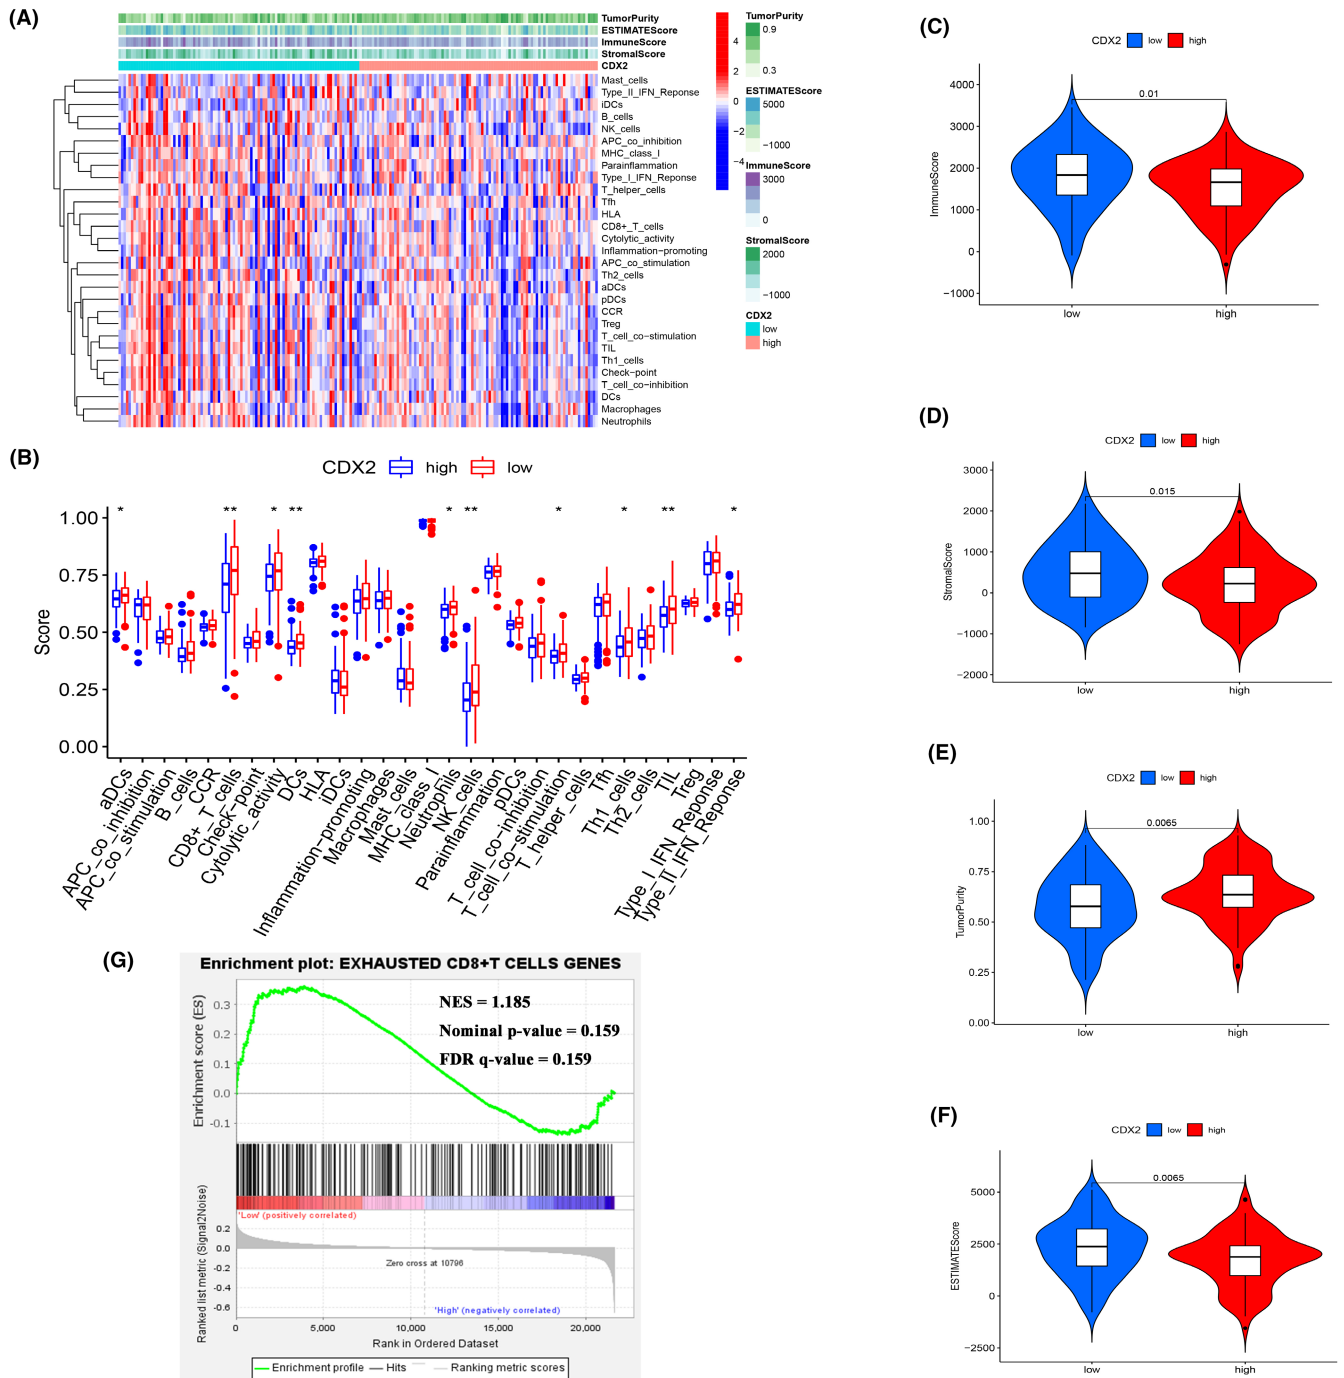 (A)
TumorPurity
ESTIMATEScore
ImmuneScore
StromalScore
CDX2
Mast_cells
Type_II_IFN_Reponse
iDCs
B_cells
NK_cells
APC_co_inhibition
MHC_class_I
Parainflammation
Type_I_IFN_Reponse
T_helper_cells
Tfh
HLA
CD8+_T_cells
Cytolytic_activity
Inflammation-promoting
APC_co_stimulation
Th2_cells
aDCs
pDCs
CCR
Treg
T_cell_co-stimulation
TIL
Th1_cells
Check-point
T_cell_co-inhibition
DCs
Macrophages
Neutrophils
4
2
0
−2
−4
TumorPurity
0.9
0.3
ESTIMATEScore
5000
−1000
ImmuneScore
3000
0
StromalScore
2000
−1000
CDX2
low
high
(B)
CDX2 high low
* ** * ** * ** * * ** *
Score
1.00
0.75
0.50
0.25
0.00
aDCs
APC_co_inhibition
APC_co_stimulation
B_cells
CCR
CD8+_T_cells
Check-point
Cytolytic_activity
DCs
HLA
iDCs
Inflammation-promoting
Macrophages
Mast_cells
MHC_class_I
Neutrophils
NK_cells
Parainflammation
pDCs
T_cell_co-inhibition
T_cell_co-stimulation
T_helper_cells
Tfh
Th1_cells
Th2_cells
TIL
Treg
Type_I_IFN_Reponse
Type_II_IFN_Reponse
(C)
CDX2 low high
ImmuneScore
4000
3000
2000
1000
0
−1000
0.01
low high
(D)
CDX2 low high
StromalScore
3000
2000
1000
0
−1000
−2000
0.015
low high
(E)
CDX2 low high
TumorPurity
1.00
0.75
0.50
0.25
0.00
0.0065
low high
(F)
CDX2 low high
ESTIMATEScore
5000
2500
0
−2500
0.0065
low high
(G)
Enrichment plot: EXHAUSTED CD8+T CELLS GENES
NES = 1.185
Nominal p-value = 0.159
FDR q-value = 0.159
Enrichment score (ES)
0.3
0.2
0.1
0.0
-0.1
'Low' (positively correlated)
Ranked list metric (Signal2Noise)
0.2
0.0
-0.2
-0.4
-0.6
Zero cross at 10796
'High' (negatively correlated)
0 5,000 10,000 15,000 20,000
Rank in Ordered Dataset
Enrichment profile Hits Ranking metric scores